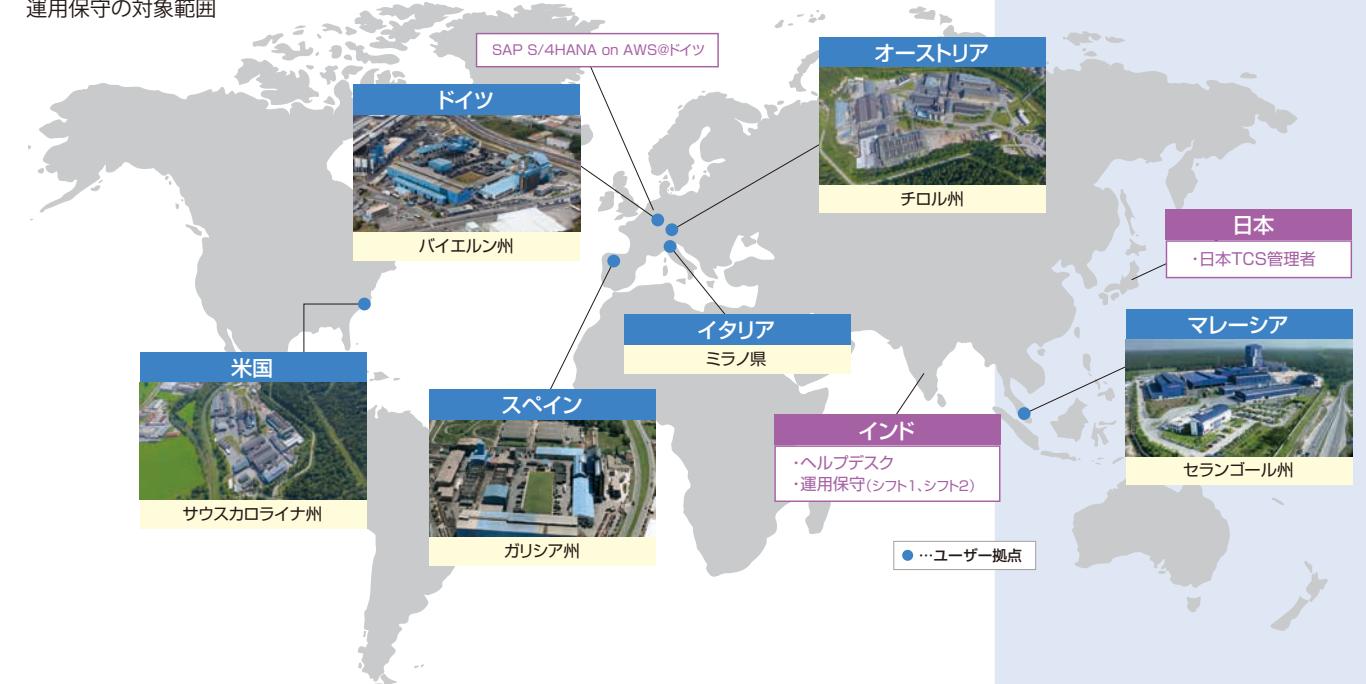 運用保守の対象範囲
SAP S/4HANA on AWS@ドイツ
オーストリア
チロル州
ドイツ
バイエルン州
日本
・日本TCS管理者
マレーシア
セランゴール州
イタリア
ミラノ県
米国
サウスカロライナ州
スペイン
ガリシア州
インド
・ヘルプデスク
・運用保守(シフト1、シフト2)
●…ユーザー拠点